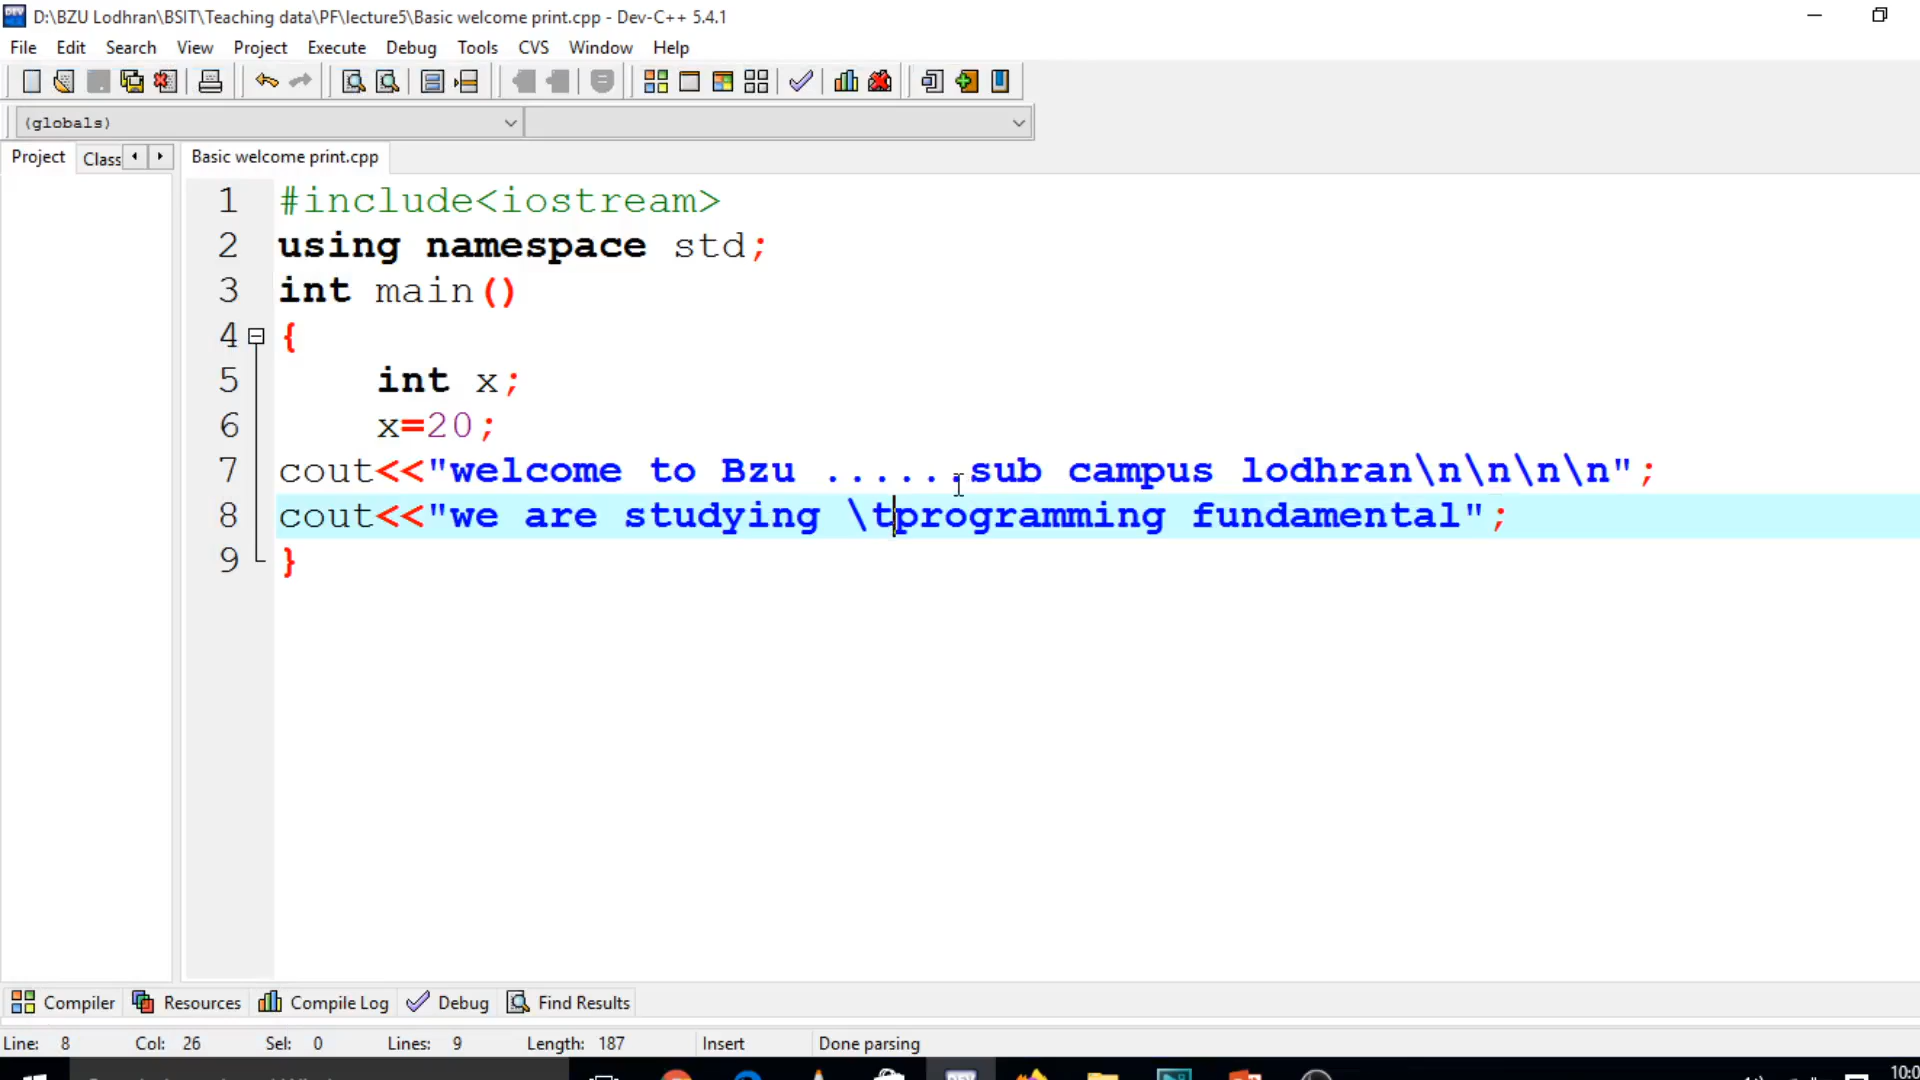 D:\BZU Lodhran\BSIT\Teaching data\PF\lecture5\Basic welcome print.cpp - Dev-C++ 5.4.1
File Edit Search View Project Execute Debug Tools CVS Window Help
(globals)
Project Class Basic welcome print.cpp
1 #include<iostream>
2 using namespace std;
3 int main()
4 {
5 int x;
6 x=20;
7 cout<<"welcome to Bzu ......sub campus lodhran\n\n\n\n";
8 cout<<"we are studying \tprogramming fundamental";
9 }
Compiler Resources Compile Log Debug Find Results
Line: 8 Col: 26 Sel: 0 Lines: 9 Length: 187 Insert Done parsing